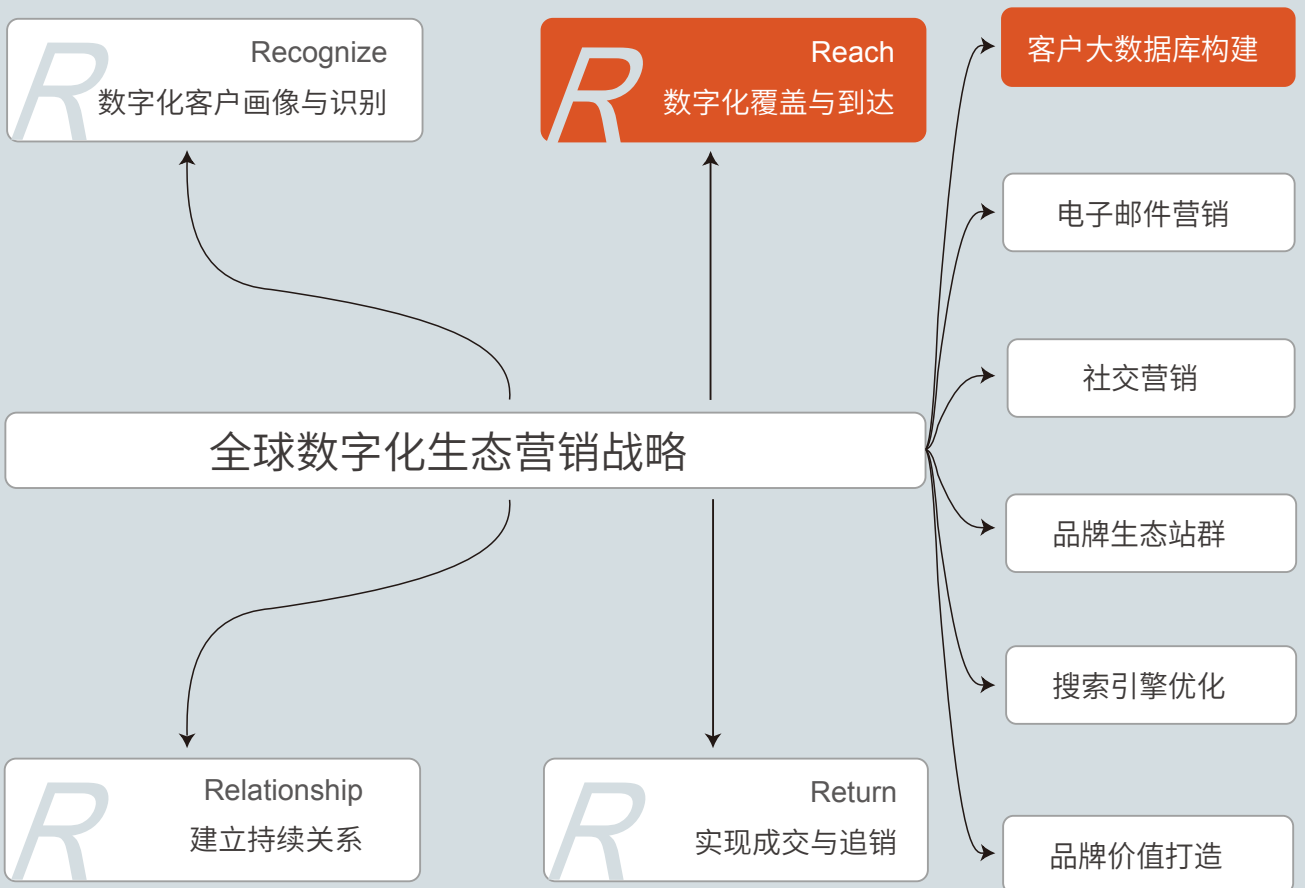 R
Recognize
数字化客户画像与识别
R
Reach
数字化覆盖与到达
客户大数据库构建
电子邮件营销
社交营销
全球数字化生态营销战略
品牌生态站群
搜索引擎优化
R
Relationship
建立持续关系
R
Return
实现成交与追销
品牌价值打造